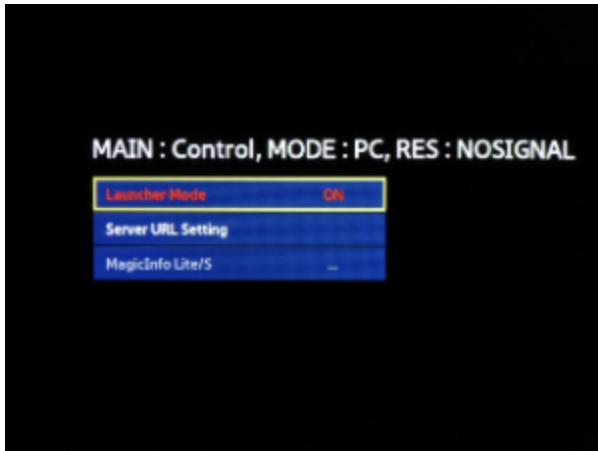 MAIN : Control, MODE : PC, RES : NOSIGNAL
Launcher Mode ON
Server URL Setting
MagicInfo Lite/S ...